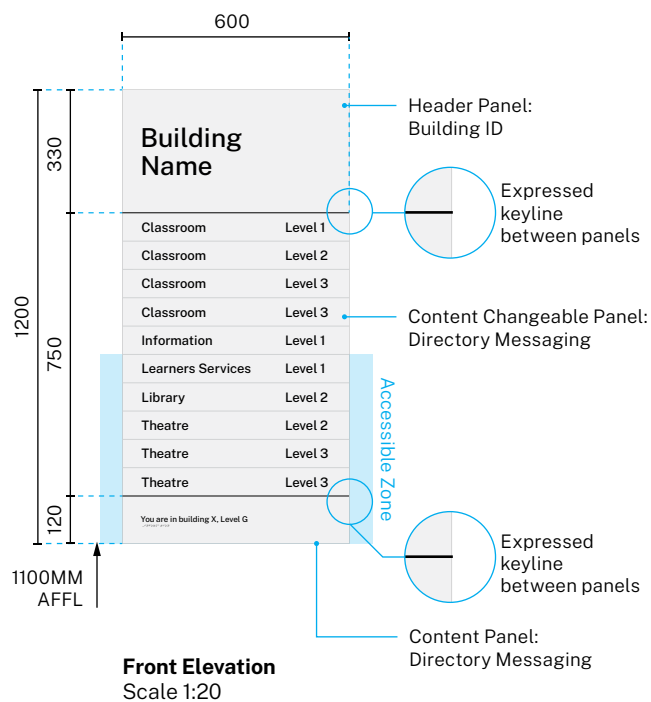 600
Header Panel:
Building ID
330
Building
Name
Expressed
keyline
between panels
1200
750
Classroom Level 1
Classroom Level 2
Classroom Level 3
Classroom Level 3
Information Level 1
Learners Services Level 1
Library Level 2
Theatre Level 2
Theatre Level 3
Theatre Level 3
Content Changeable Panel:
Directory Messaging
Accessible Zone
120
You are in building X, Level G
Expressed
keyline
between panels
1100MM
AFFL
Content Panel:
Directory Messaging
Front Elevation
Scale 1:20